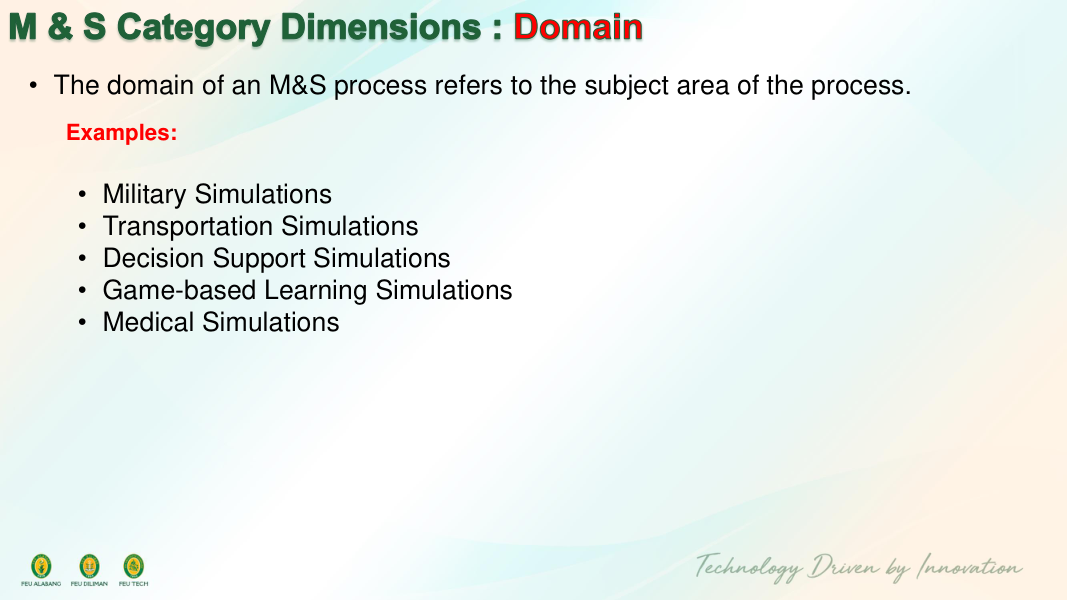 M & S Category Dimensions : Domain
• The domain of an M&S process refers to the subject area of the process.
Examples:
• Military Simulations
• Transportation Simulations
• Decision Support Simulations
• Game-based Learning Simulations
• Medical Simulations
FEU ALABANG FEU DILIMAN FEU TECH
Technology Driven by Innovation